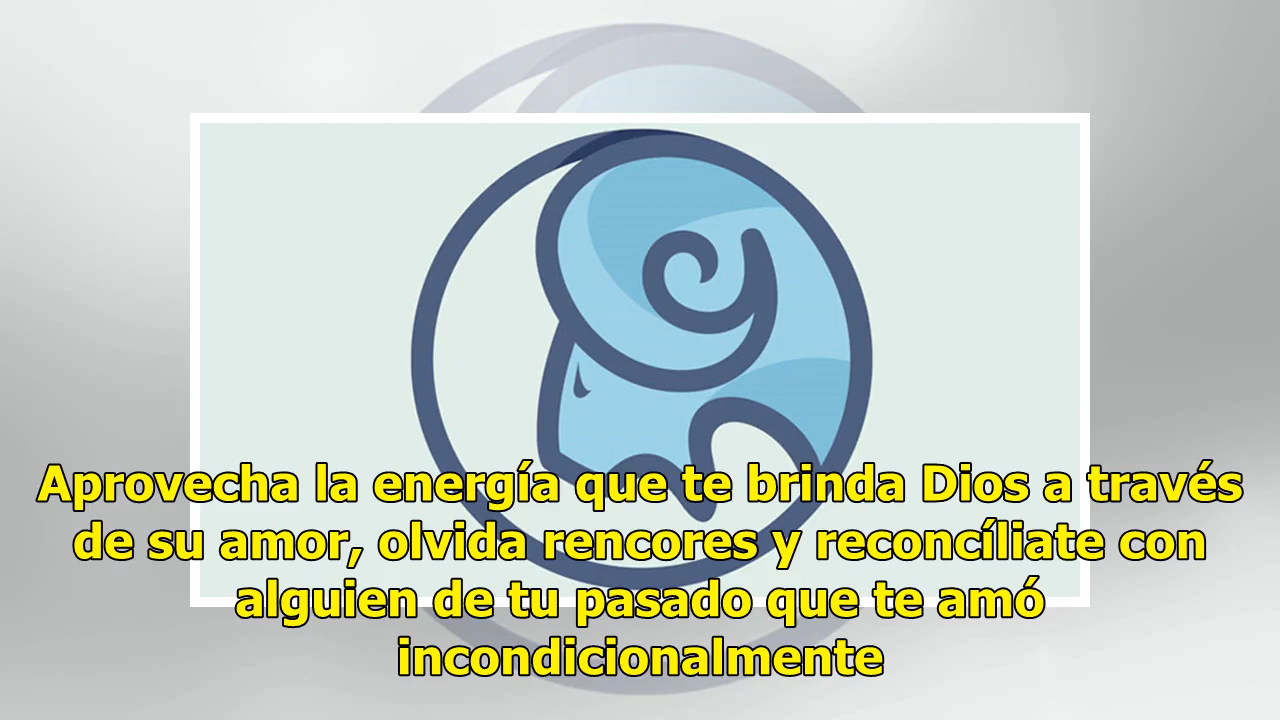 Aprovecha la energía que te brinda Dios a través
de su amor, olvida rencores y reconcíliate con
alguien de tu pasado que te amó
incondicionalmente